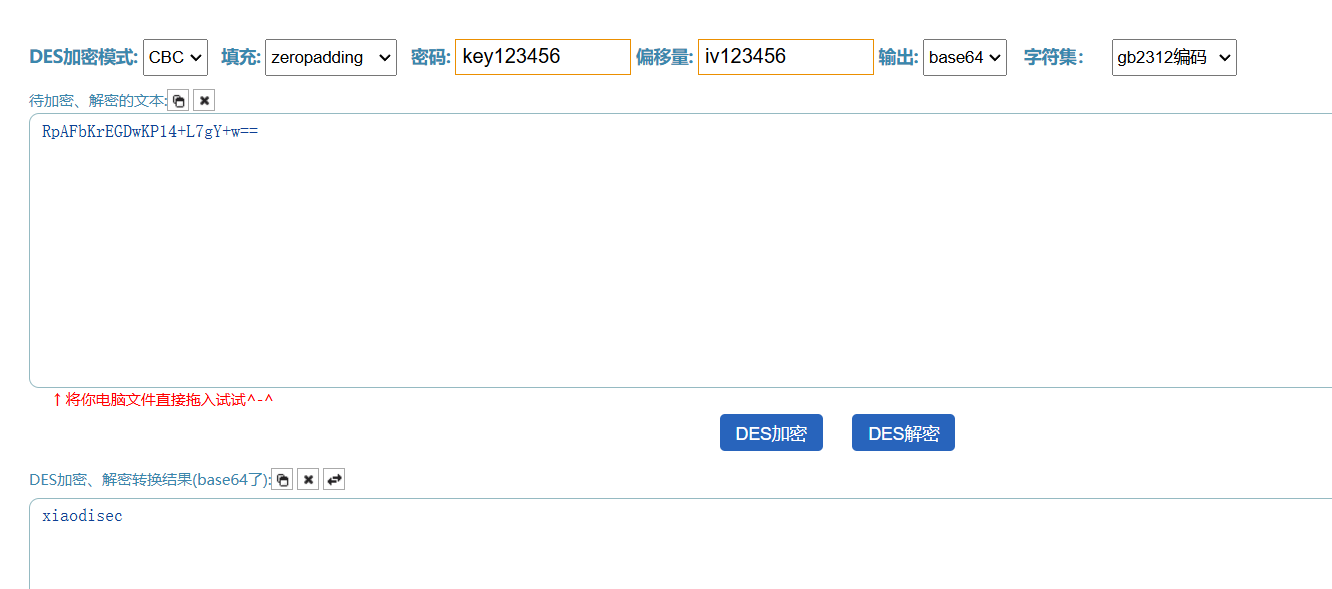 DES加密模式: CBC 填充: zeropadding 密码: key123456 偏移量: iv123456 输出: base64 字符集: gb2312编码
待加密、解密的文本:
RpAFbKrEGDwKP14+L7gY+w==
↑将你电脑文件直接拖入试试^-^
DES加密 DES解密
DES加密、解密转换结果(base64了):
xiaodisec